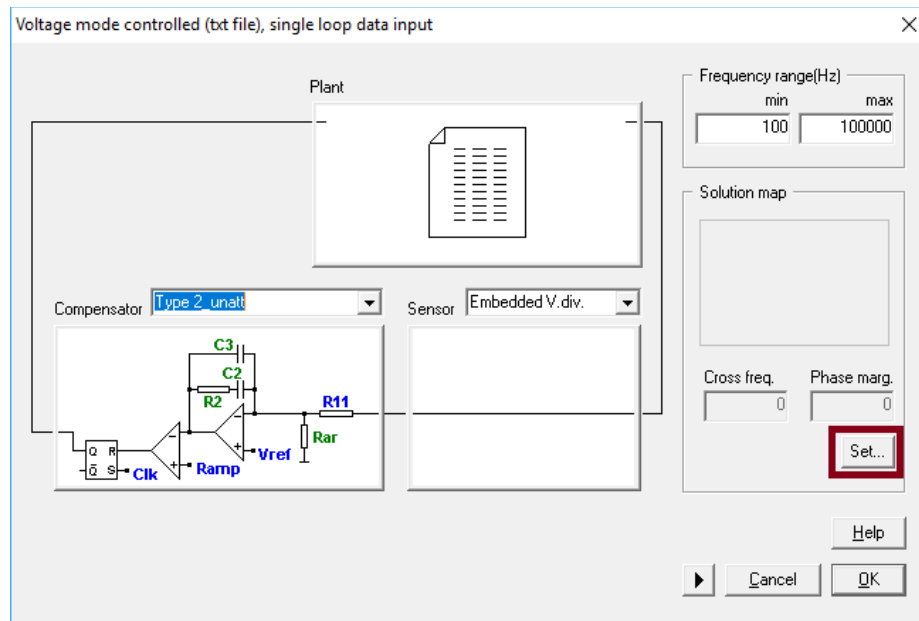 Voltage mode controlled (txt file), single loop data input
Plant
Frequency range(Hz)
min max
100 100000
Solution map
Compensator Type 2_unatt
Sensor Embedded V.div.
C3
C2
R2
R11
Rar
Vref
Ramp
Clk
Q R
Q S
Cross freq. Phase marg.
0 0
Set...
Help
Cancel OK